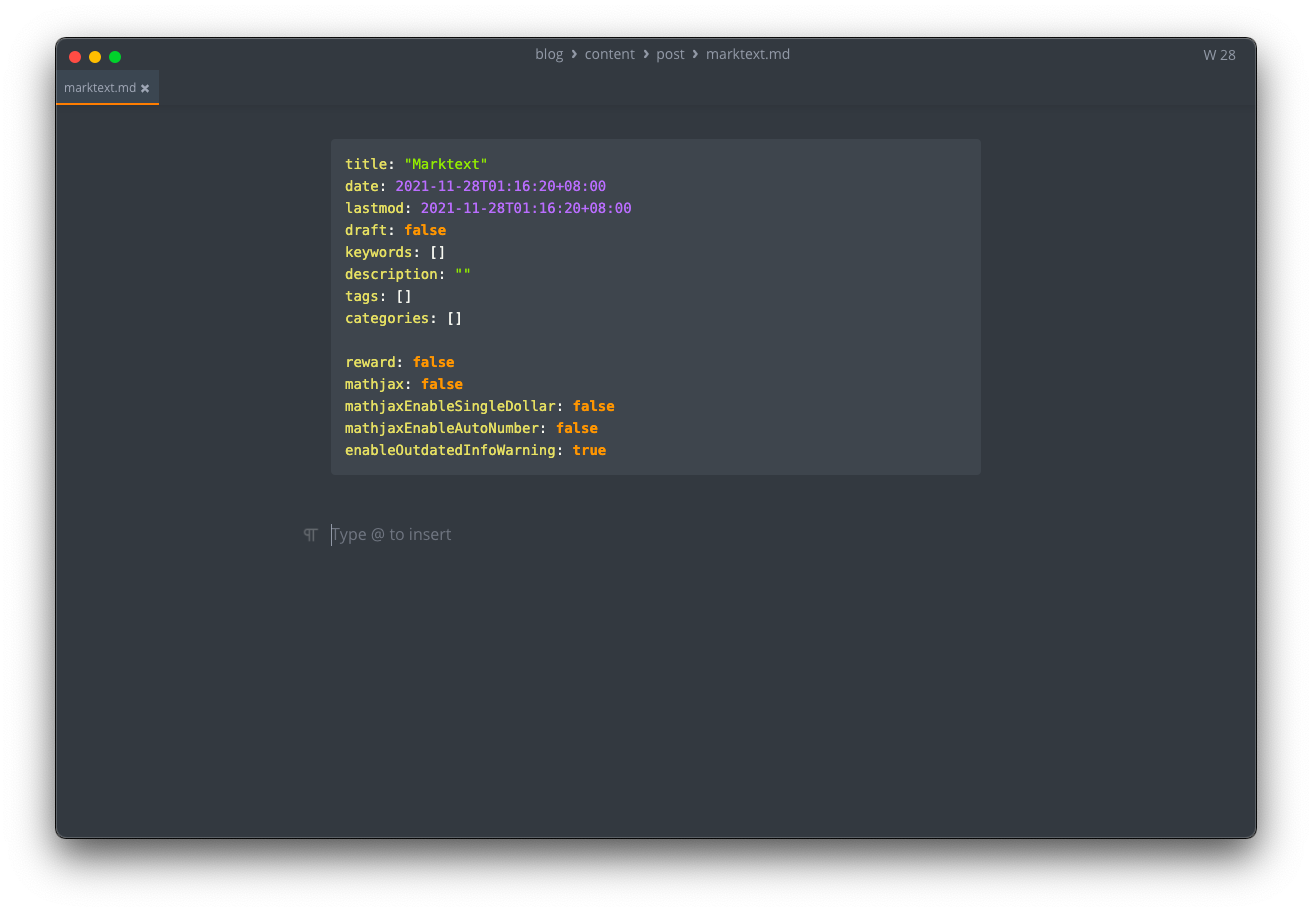 blog › content › post › marktext.md
W 28
marktext.md ×
title: "Marktext"
date: 2021-11-28T01:16:20+08:00
lastmod: 2021-11-28T01:16:20+08:00
draft: false
keywords: []
description: ""
tags: []
categories: []
reward: false
mathjax: false
mathjaxEnableSingleDollar: false
mathjaxEnableAutoNumber: false
enableOutdatedInfoWarning: true
Type @ to insert